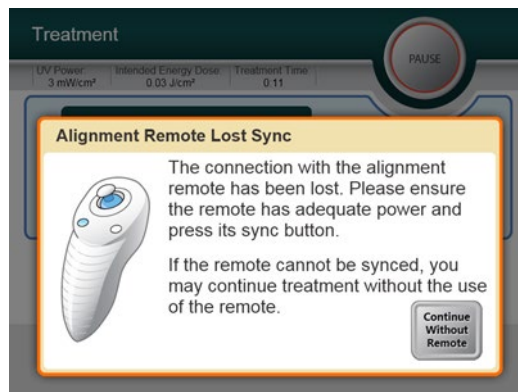 Treatment
PAUSE
UV Power: Intended Energy Dose: Treatment Time:
3 mW/cm² 0.03 J/cm² 0:11
Alignment Remote Lost Sync
The connection with the alignment
remote has been lost. Please ensure
the remote has adequate power and
press its sync button.
If the remote cannot be synced, you
may continue treatment without the use
of the remote.
Continue
Without
Remote